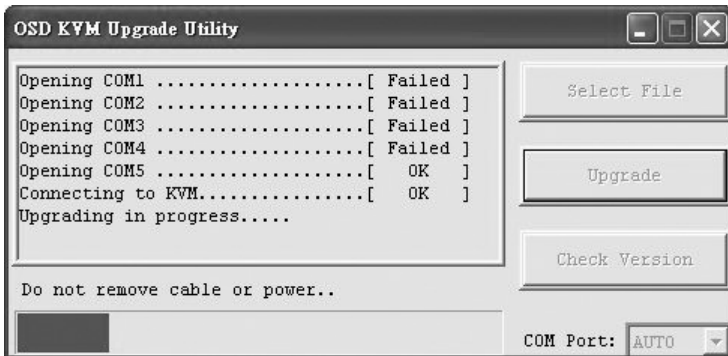 OSD KVM Upgrade Utility
Opening COM1 ....................[ Failed ]
Opening COM2 ....................[ Failed ]
Opening COM3 ....................[ Failed ]
Opening COM4 ....................[ Failed ]
Opening COM5 ....................[ OK ]
Connecting to KVM................[ OK ]
Upgrading in progress.....
Do not remove cable or power..
Select File
Upgrade
Check Version
COM Port: AUTO